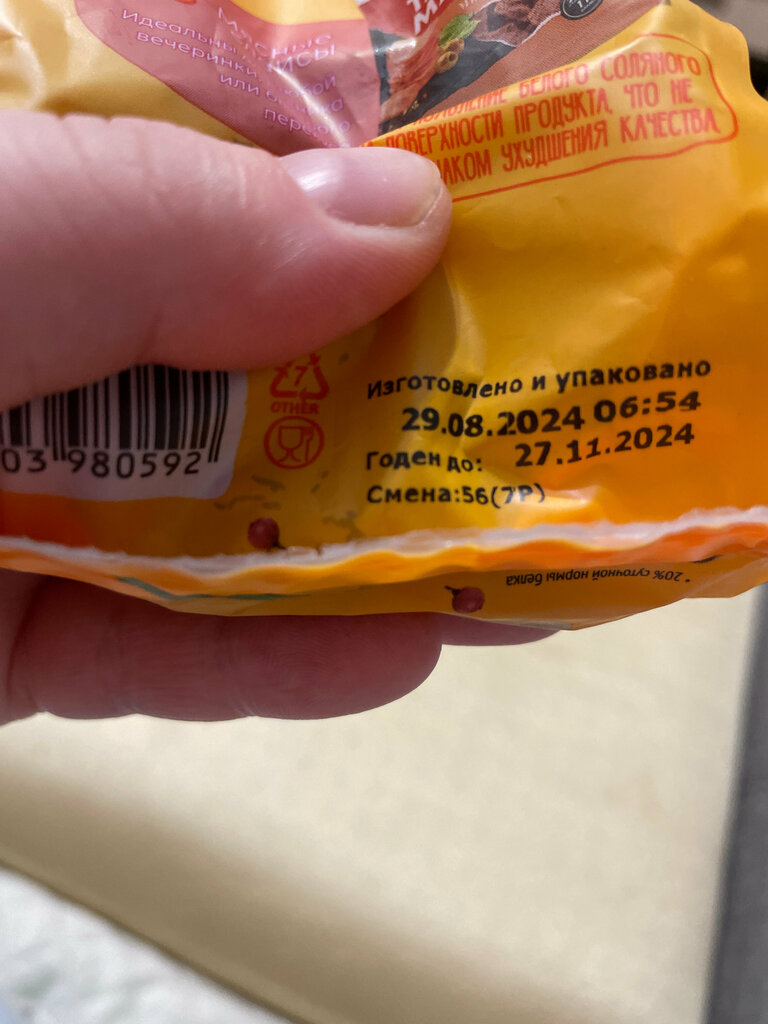 МЯСНЫЕ
ЧИПСЫ
Идеальны
вечеринки
или
БЕЛОГО СОЛЯНОГО
ПОВЕРХНОСТИ ПРОДУКТА, ЧТО НЕ
УХУДШЕНИЯ КАЧЕСТВА
7
OTHER
Изготовлено и упаковано
29.08.2024 06:54
Годен до: 27.11.2024
Смена:56(7Р)
03 980592
* 20% суточной нормы белка